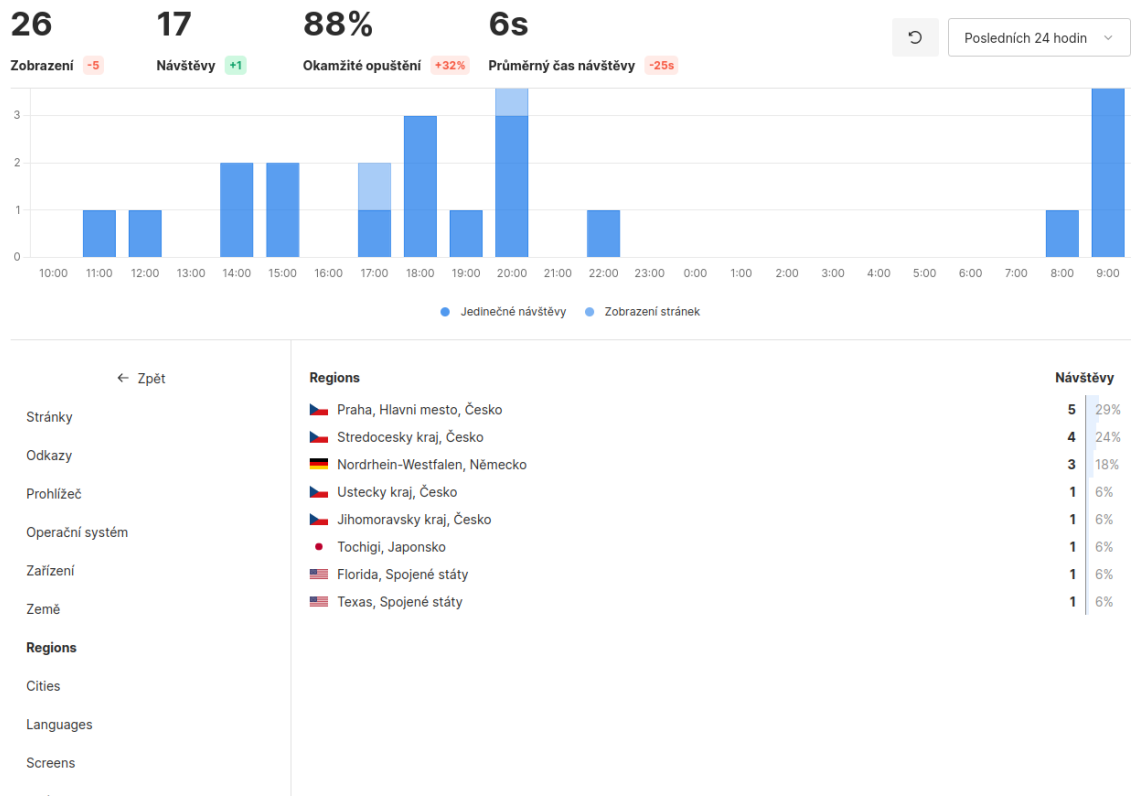 26 17 88% 6s
Posledních 24 hodin
Zobrazení -5 Návštěvy +1 Okamžité opuštění +32% Průměrný čas návštěvy -25s
3
2
1
0
10:00 11:00 12:00 13:00 14:00 15:00 16:00 17:00 18:00 19:00 20:00 21:00 22:00 23:00 0:00 1:00 2:00 3:00 4:00 5:00 6:00 7:00 8:00 9:00
Jedinečné návštěvy Zobrazení stránek
← Zpět
Stránky
Odkazy
Prohlížeč
Operační systém
Zařízení
Země
Regions
Cities
Languages
Screens
Regions Návštěvy
Praha, Hlavni mesto, Česko 5 29%
Stredocesky kraj, Česko 4 24%
Nordrhein-Westfalen, Německo 3 18%
Ustecky kraj, Česko 1 6%
Jihomoravsky kraj, Česko 1 6%
Tochigi, Japonsko 1 6%
Florida, Spojené státy 1 6%
Texas, Spojené státy 1 6%